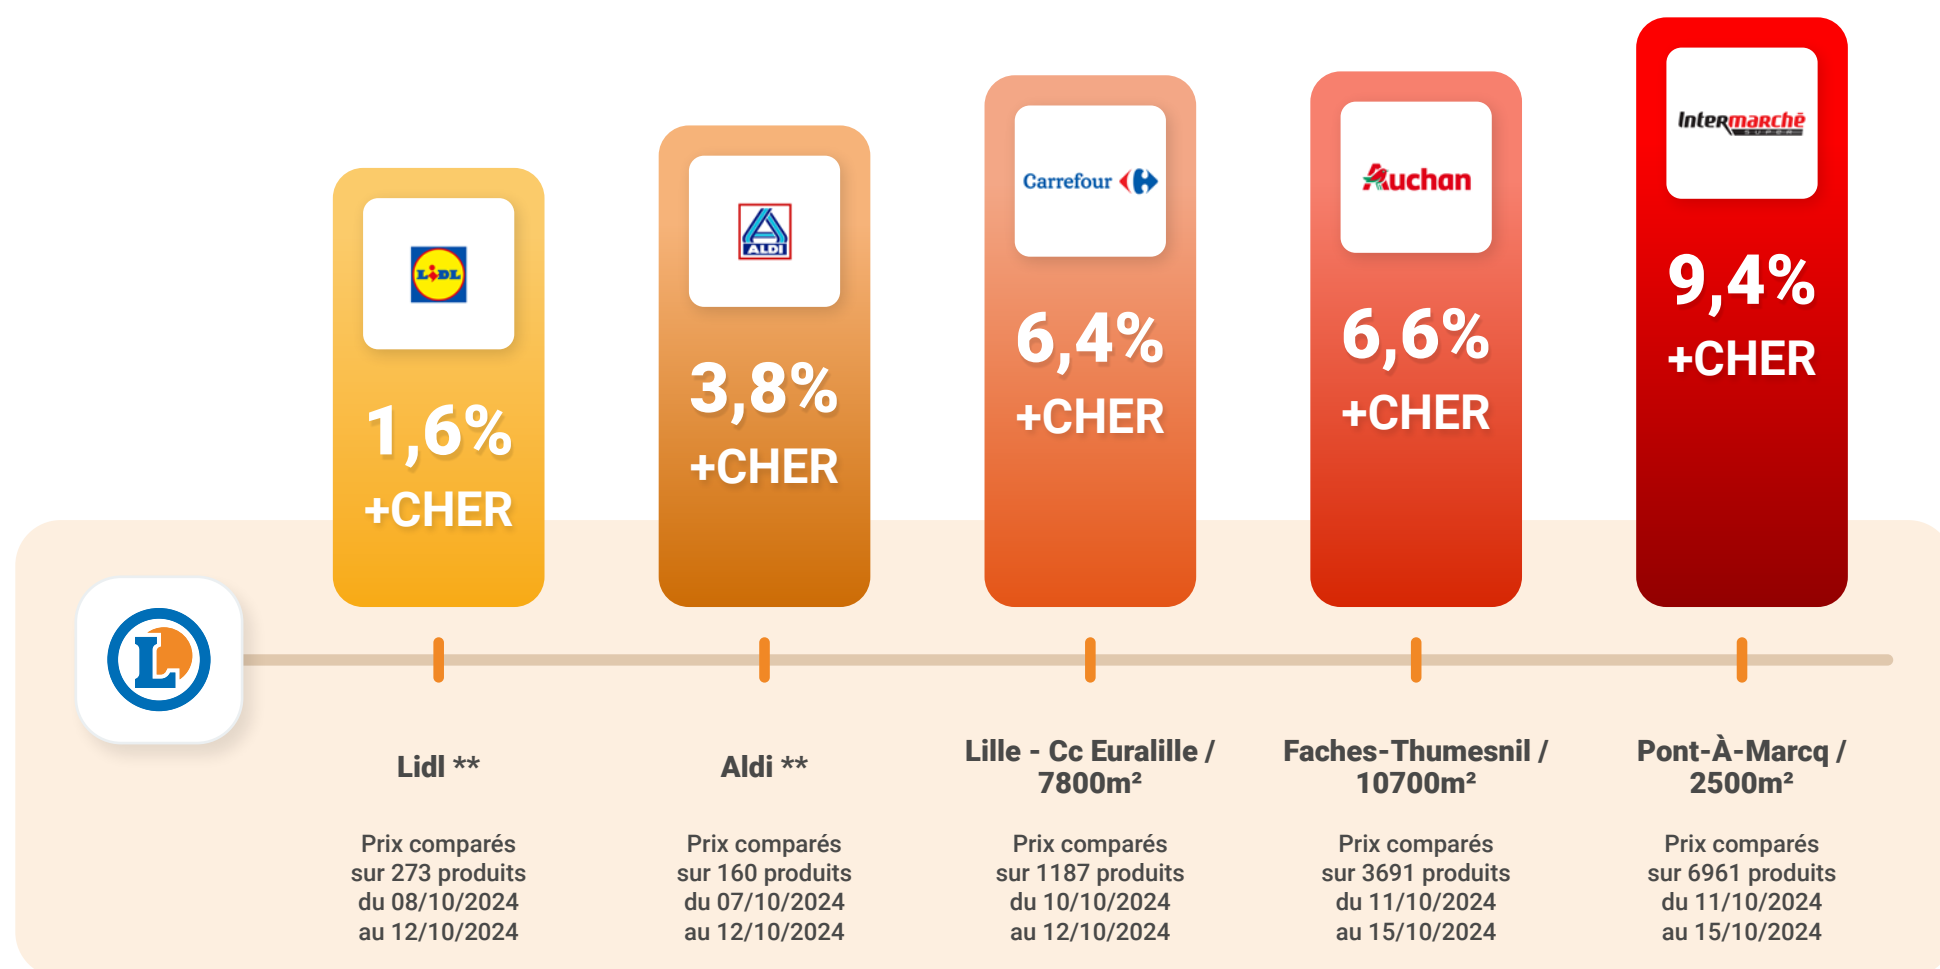 LIDL
1,6%
+CHER
ALDI
3,8%
+CHER
Carrefour
6,4%
+CHER
Auchan
6,6%
+CHER
Intermarchē
SUPER
9,4%
+CHER
L
Lidl **
Prix comparés
sur 273 produits
du 08/10/2024
au 12/10/2024
Aldi **
Prix comparés
sur 160 produits
du 07/10/2024
au 12/10/2024
Lille - Cc Euralille /
7800m²
Prix comparés
sur 1187 produits
du 10/10/2024
au 12/10/2024
Faches-Thumesnil /
10700m²
Prix comparés
sur 3691 produits
du 11/10/2024
au 15/10/2024
Pont-À-Marcq /
2500m²
Prix comparés
sur 6961 produits
du 11/10/2024
au 15/10/2024